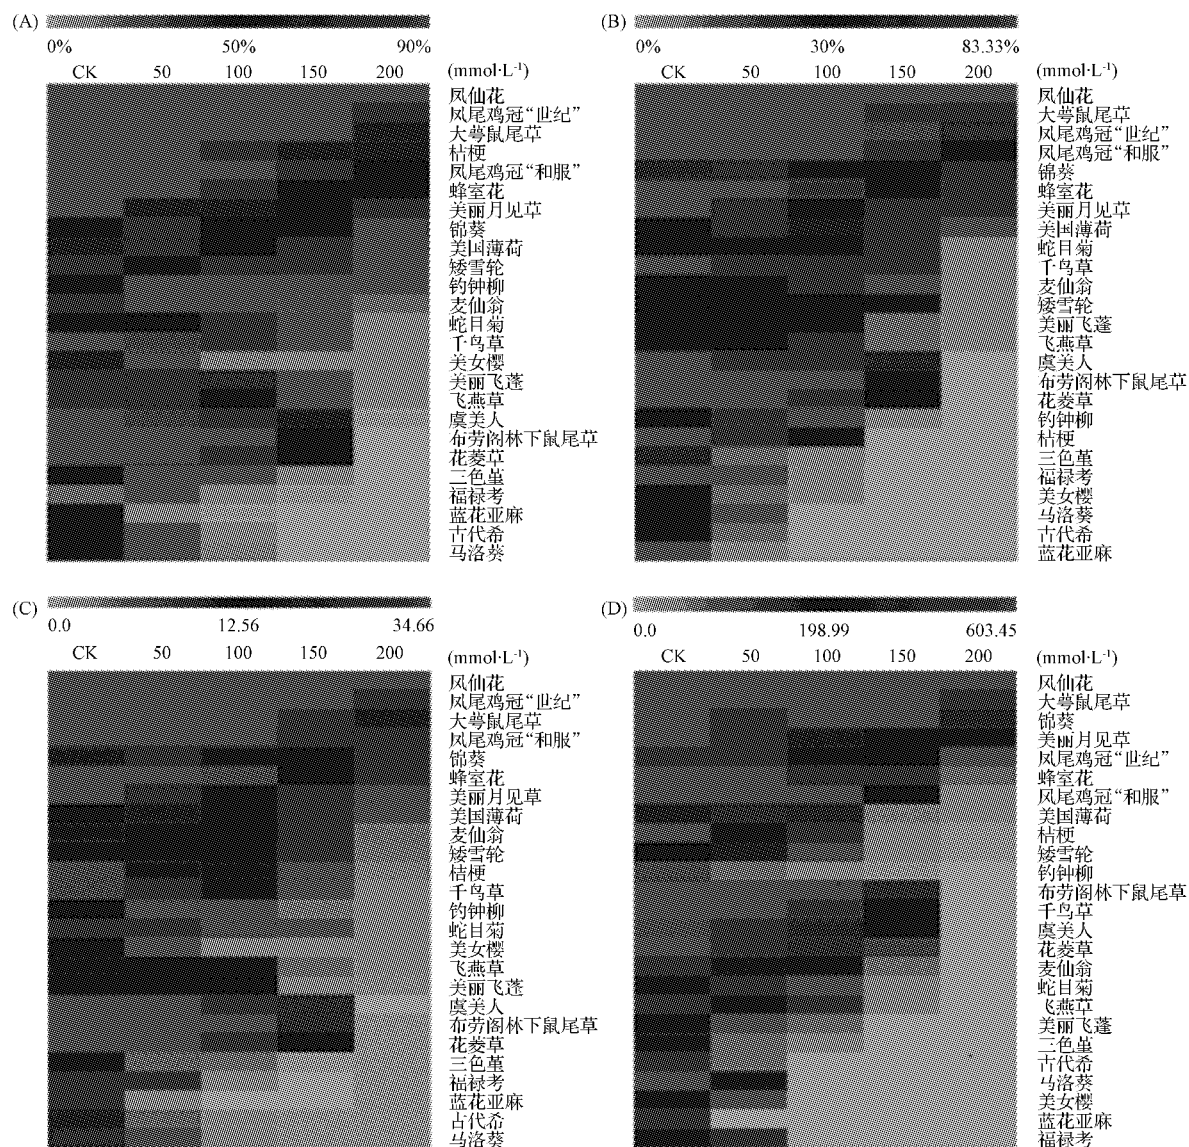 (A)
0% 50% 90%
CK 50 100 150 200 (mmol·L⁻¹)
凤仙花
凤尾鸡冠“世纪”
大萼鼠尾草
桔梗
凤尾鸡冠“和服”
蜂室花
美丽月见草
锦葵
美国薄荷
矮雪轮
钓钟柳
麦仙翁
蛇目菊
千鸟草
美女樱
美丽飞蓬
飞燕草
虞美人
布劳阁林下鼠尾草
花菱草
三色堇
福禄考
蓝花亚麻
古代希
马洛葵
(B)
0% 30% 83.33%
CK 50 100 150 200 (mmol·L⁻¹)
凤仙花
大萼鼠尾草
凤尾鸡冠“世纪”
凤尾鸡冠“和服”
锦葵
蜂室花
美丽月见草
美国薄荷
蛇目菊
千鸟草
麦仙翁
矮雪轮
美丽飞蓬
飞燕草
虞美人
布劳阁林下鼠尾草
花菱草
钓钟柳
桔梗
三色堇
福禄考
美女樱
马洛葵
古代希
蓝花亚麻
(C)
0.0 12.56 34.66
CK 50 100 150 200 (mmol·L⁻¹)
凤仙花
凤尾鸡冠“世纪”
大萼鼠尾草
凤尾鸡冠“和服”
锦葵
蜂室花
美丽月见草
美国薄荷
麦仙翁
矮雪轮
桔梗
千鸟草
钓钟柳
蛇目菊
美女樱
飞燕草
美丽飞蓬
虞美人
布劳阁林下鼠尾草
花菱草
三色堇
福禄考
蓝花亚麻
古代希
马洛葵
(D)
0.0 198.99 603.45
CK 50 100 150 200 (mmol·L⁻¹)
凤仙花
大萼鼠尾草
锦葵
美丽月见草
凤尾鸡冠“世纪”
蜂室花
凤尾鸡冠“和服”
美国薄荷
桔梗
矮雪轮
钓钟柳
布劳阁林下鼠尾草
千鸟草
虞美人
花菱草
麦仙翁
蛇目菊
飞燕草
美丽飞蓬
三色堇
古代希
马洛葵
美女樱
蓝花亚麻
福禄考